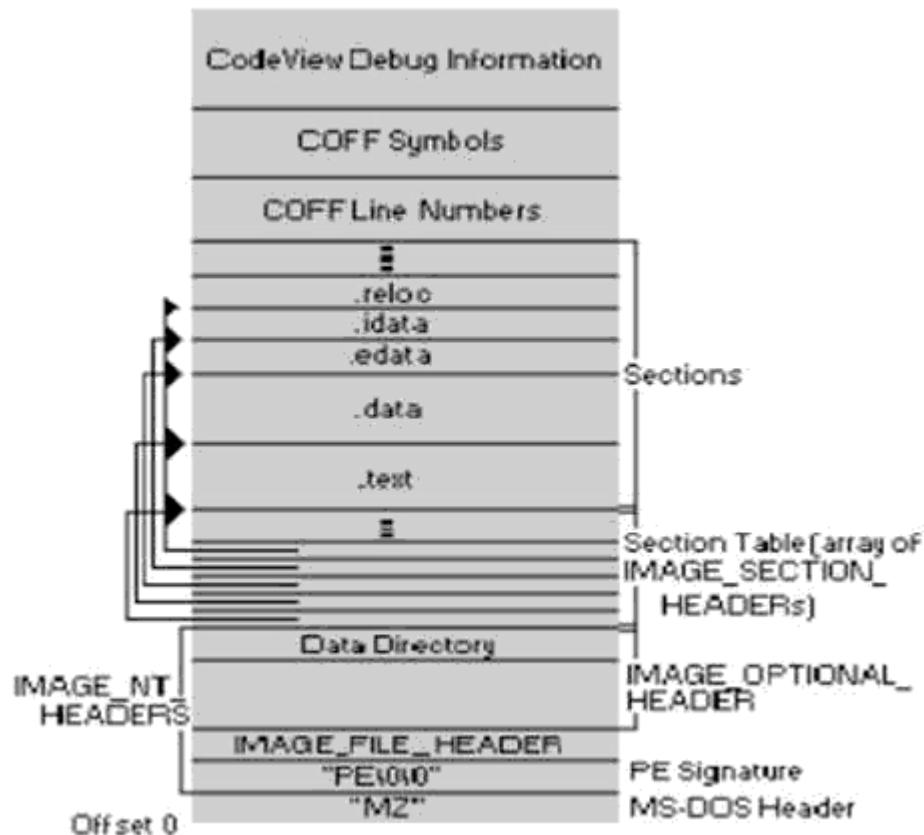 CodeView Debug Information
COFF Symbols
COFF Line Numbers
.reloc
.idata
.edata
Sections
.data
.text
Section Table (array of
IMAGE_SECTION_
HEADERs)
Data Directory
IMAGE_NT_
HEADERS
IMAGE_OPTIONAL_
HEADER
IMAGE_FILE_HEADER
"PE\0\0"
PE Signature
"MZ"
MS-DOS Header
Offset 0